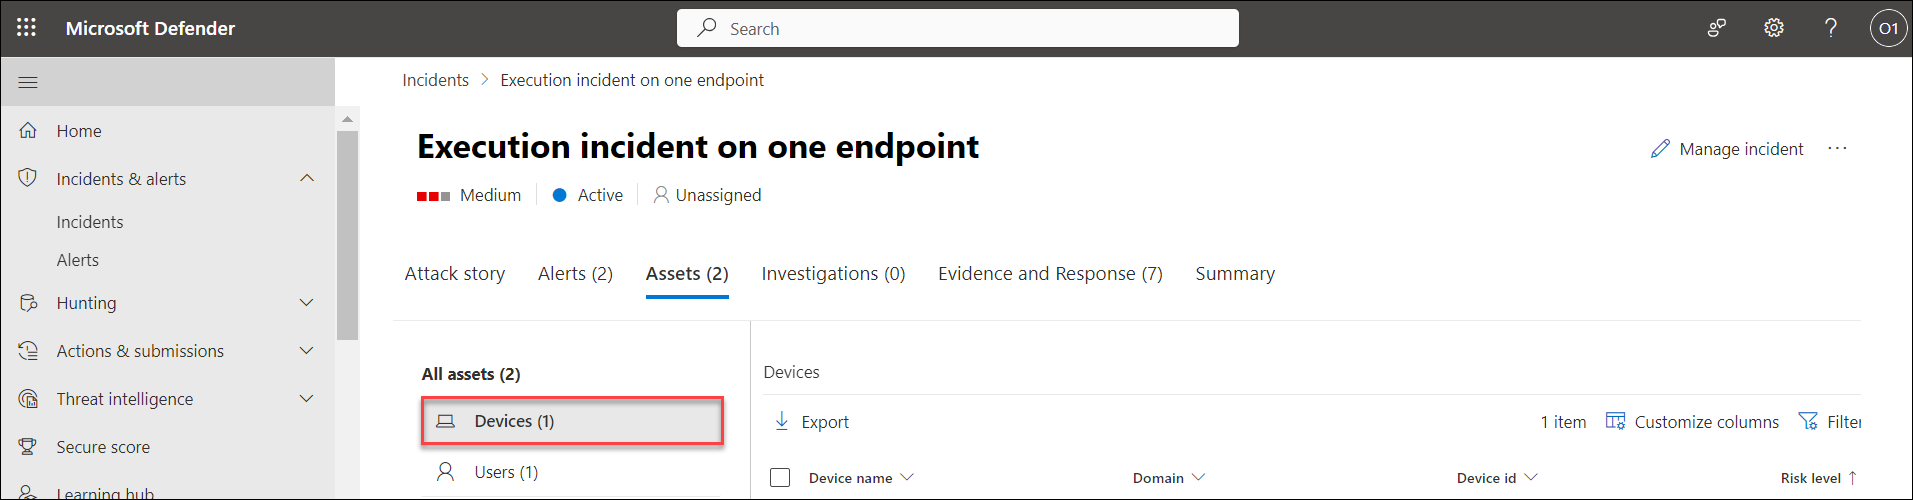 Microsoft Defender
Search
O1
Incidents > Execution incident on one endpoint
Home
Incidents & alerts
Incidents
Alerts
Hunting
Actions & submissions
Threat intelligence
Secure score
Learning hub
Execution incident on one endpoint
Manage incident ...
Medium Active Unassigned
Attack story Alerts (2) Assets (2) Investigations (0) Evidence and Response (7) Summary
All assets (2)
Devices (1)
Users (1)
Devices
Export 1 item Customize columns Filter
Device name Domain Device id Risk level ↑